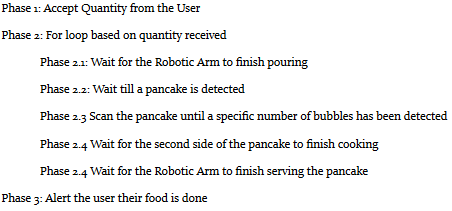 Phase 1: Accept Quantity from the User
Phase 2: For loop based on quantity received
Phase 2.1: Wait for the Robotic Arm to finish pouring
Phase 2.2: Wait till a pancake is detected
Phase 2.3 Scan the pancake until a specific number of bubbles has been detected
Phase 2.4 Wait for the second side of the pancake to finish cooking
Phase 2.4 Wait for the Robotic Arm to finish serving the pancake
Phase 3: Alert the user their food is done